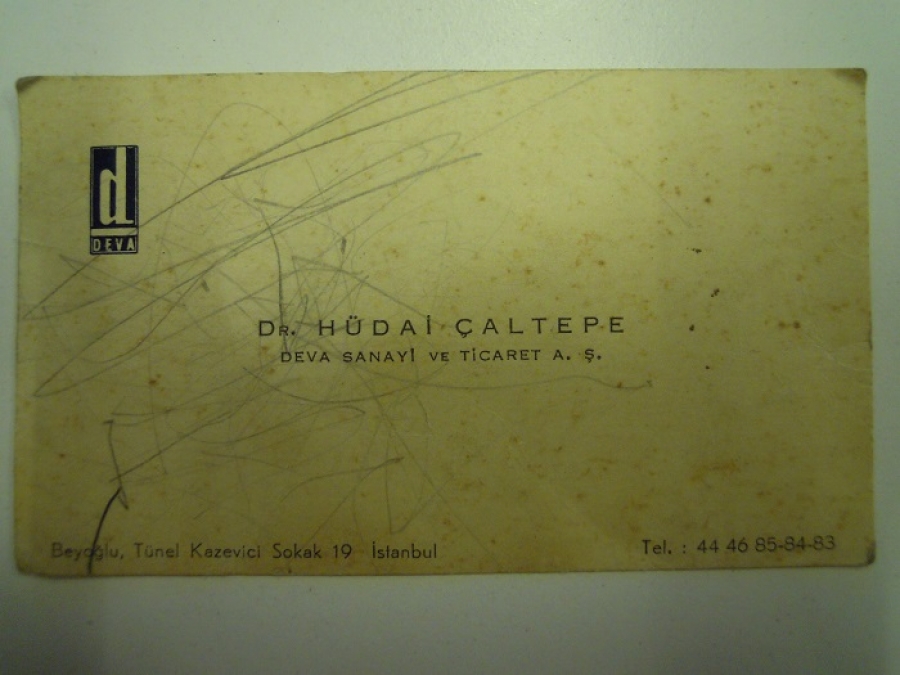 d
DEVA
DR. HÜDAİ ÇALTEPE
DEVA SANAYİ VE TİCARET A. Ş.
Beyoğlu, Tünel Kazevici Sokak 19 İstanbul
Tel. : 44 46 85-84-83